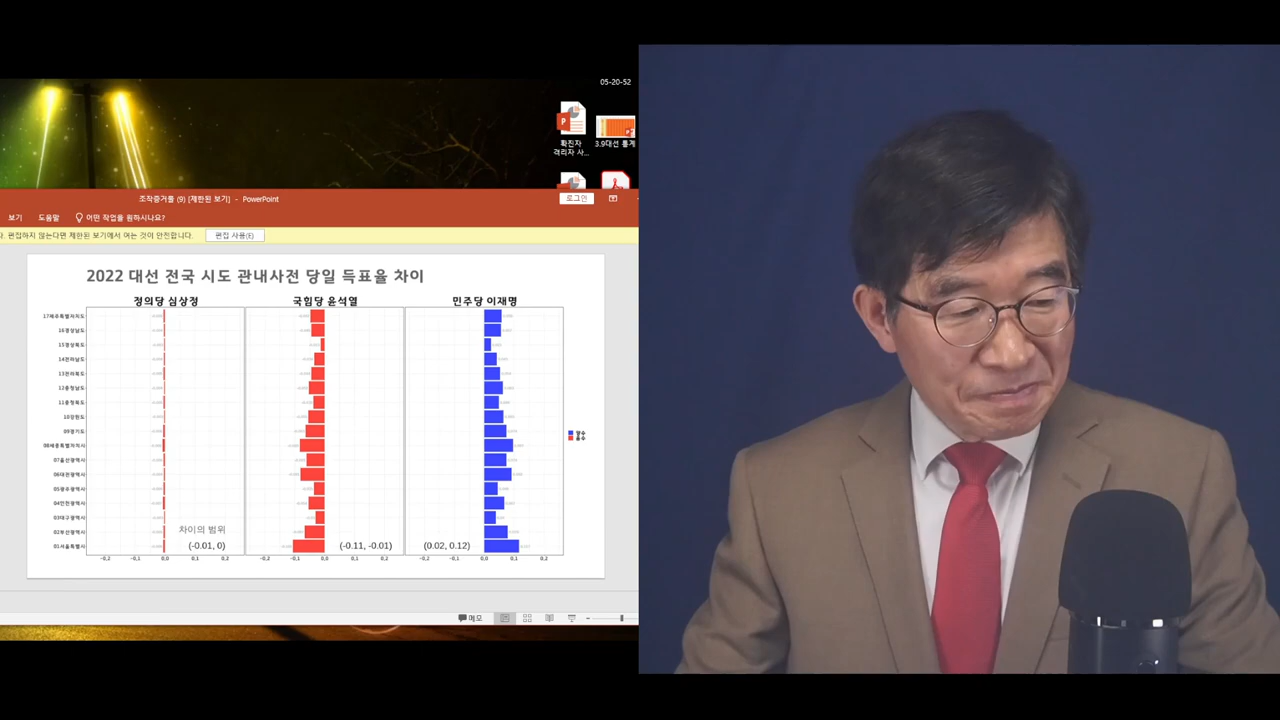 05-20-52
확진자
격리자 사...
3.9대선 통계
조작증거들 (9) [제한된 보기] - PowerPoint
로그인
보기 도움말 어떤 작업을 원하시나요?
편집하지 않는다면 제한된 보기에서 여는 것이 안전합니다. 편집 사용(E)
2022 대선 전국 시도 관내사전 당일 득표율 차이
정의당 심상정 국힘당 윤석열 민주당 이재명
17제주특별자치도
16경상남도
15경상북도
14전라남도
13전라북도
12충청남도
11충청북도
10강원도
09경기도
08세종특별자치시
07울산광역시
06대전광역시
05광주광역시
04인천광역시
03대구광역시
02부산광역시
01서울특별시
양수
음수
차이의 범위
(-0.01, 0) (-0.11, -0.01) (0.02, 0.12)
-0.2 -0.1 0.0 0.1 0.2 -0.2 -0.1 0.0 0.1 0.2 -0.2 -0.1 0.0 0.1 0.2
메모